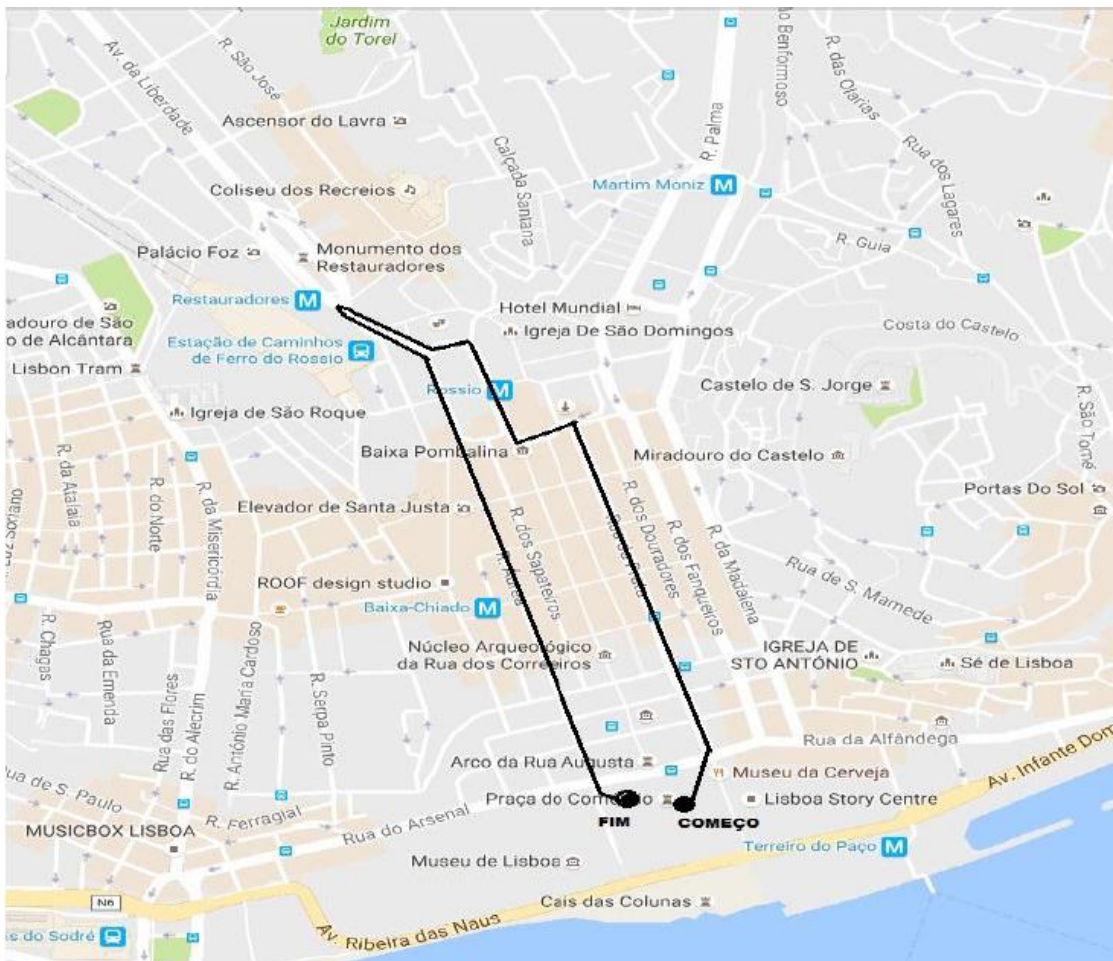 Jardim
do Torel
Av. da Liberdade
R. São José
R. Palma
do Benformoso
R. das Olarias
Ascensor do Lavra
Calçada Santana
Rua dos Lagares
Martim Moniz
M
Coliseu dos Recreios
R. Guia
Palácio Foz
Monumento dos
Restauradores
Restauradores
M
Hotel Mundial
Igreja De São Domingos
adouro de São
o de Alcântara
Costa do Castelo
Estação de Caminhos
de Ferro do Rossio
Lisbon Tram
Rossio
M
Castelo de S. Jorge
Igreja de São Roque
R. São Tomé
Baixa Pombalina
Miradouro do Castelo
R. da Atalaia
R. do Norte
R. da Misericórdia
Portas Do Sol
Elevador de Santa Justa
R. dos Sapateiros
R. dos Douradores
R. dos Fanqueiros
R. da Madalena
R. Áurea
ROOF design studio
Rua de S. Mamede
Baixa-Chiado
M
R. Chagas
Rua da Emenda
Rua das Flores
R. do Alecrim
R. António Maria Cardoso
R. Serpa Pinto
Núcleo Arqueológico
da Rua dos Correeiros
IGREJA DE
STO ANTÓNIO
Sé de Lisboa
Rua da Alfândega
Arco da Rua Augusta
Museu da Cerveja
Av. Infante Dom
Praça do Comércio
Lisboa Story Centre
FIM
COMEÇO
Rua de S. Paulo
R. Ferragial
Rua do Arsenal
MUSICBOX LISBOA
Terreiro do Paço
M
Museu de Lisboa
N6
Cais das Colunas
Av. Ribeira das Naus
s do Sodré